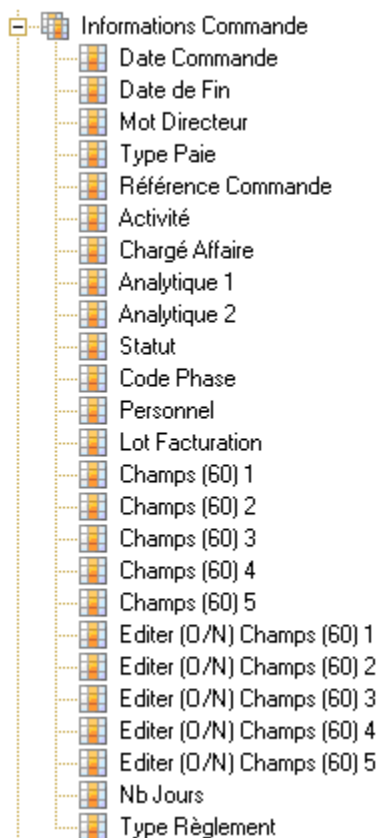 Informations Commande
Date Commande
Date de Fin
Mot Directeur
Type Paie
Référence Commande
Activité
Chargé Affaire
Analytique 1
Analytique 2
Statut
Code Phase
Personnel
Lot Facturation
Champs (60) 1
Champs (60) 2
Champs (60) 3
Champs (60) 4
Champs (60) 5
Editer (O/N) Champs (60) 1
Editer (O/N) Champs (60) 2
Editer (O/N) Champs (60) 3
Editer (O/N) Champs (60) 4
Editer (O/N) Champs (60) 5
Nb Jours
Type Règlement